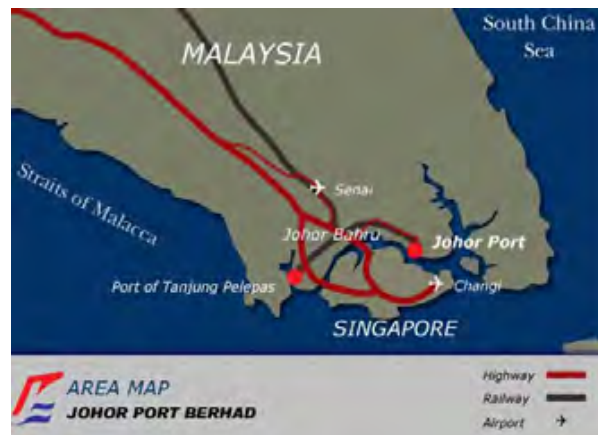 South China
Sea
MALAYSIA
Straits of Malacca
Senai
Johor Bahru
Johor Port
Port of Tanjung Pelepas
Changi
SINGAPORE
AREA MAP
JOHOR PORT BERHAD
Highway
Railway
Airport